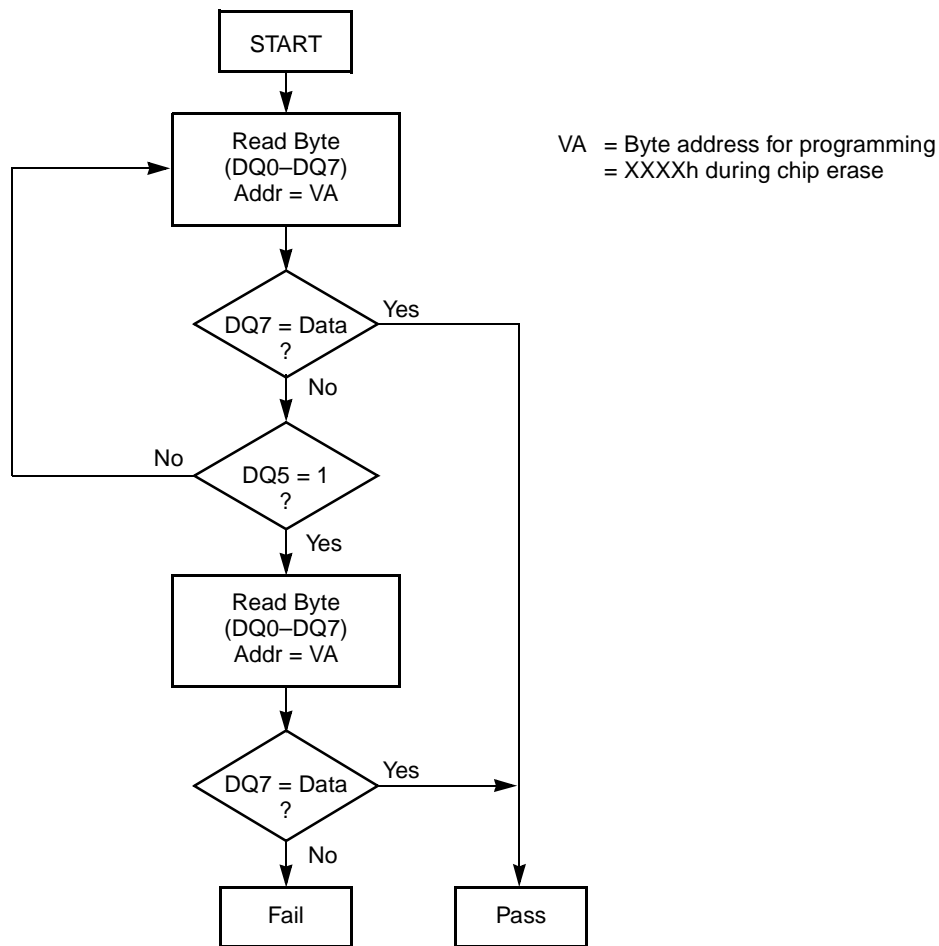 START
Read Byte
(DQ0–DQ7)
Addr = VA
VA = Byte address for programming
= XXXXh during chip erase
DQ7 = Data
?
Yes
No
DQ5 = 1
?
No
Yes
Read Byte
(DQ0–DQ7)
Addr = VA
DQ7 = Data
?
Yes
No
Fail
Pass